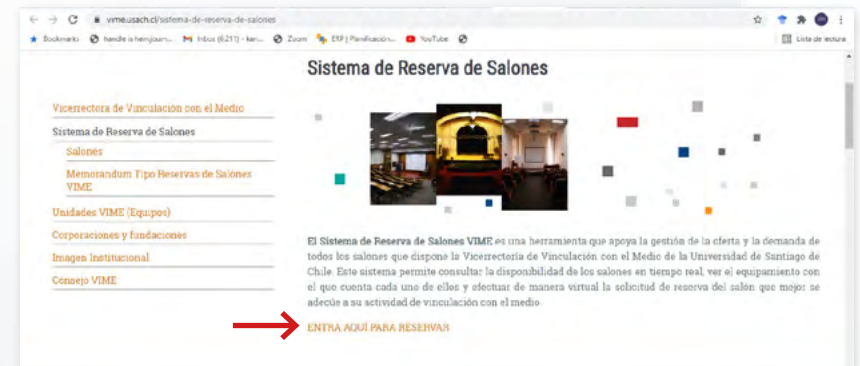 vime.usach.cl/sistema-de-reserva-de-salones
Bookmarks
Zoom
YouTube
Lista de lectura
Sistema de Reserva de Salones
Vicerrectora de Vinculación con el Medio
Sistema de Reserva de Salones
Salones
Memorandum Tipo Reservas de Salones
VIME
Unidades VIME (Equipos)
Corporaciones y fundaciones
Imagen Institucional
Consejo VIME
El Sistema de Reserva de Salones VIME es una herramienta que apoya la gestión de la oferta y la demanda de
todos los salones que dispone la Vicerrectoría de Vinculación con el Medio de la Universidad de Santiago de
Chile. Este sistema permite consultar la disponibilidad de los salones en tiempo real, ver el equipamiento con
el que cuenta cada uno de ellos y efectuar de manera virtual la solicitud de reserva del salón que mejor se
adecúe a su actividad de vinculación con el medio
ENTRA AQUÍ PARA RESERVAR